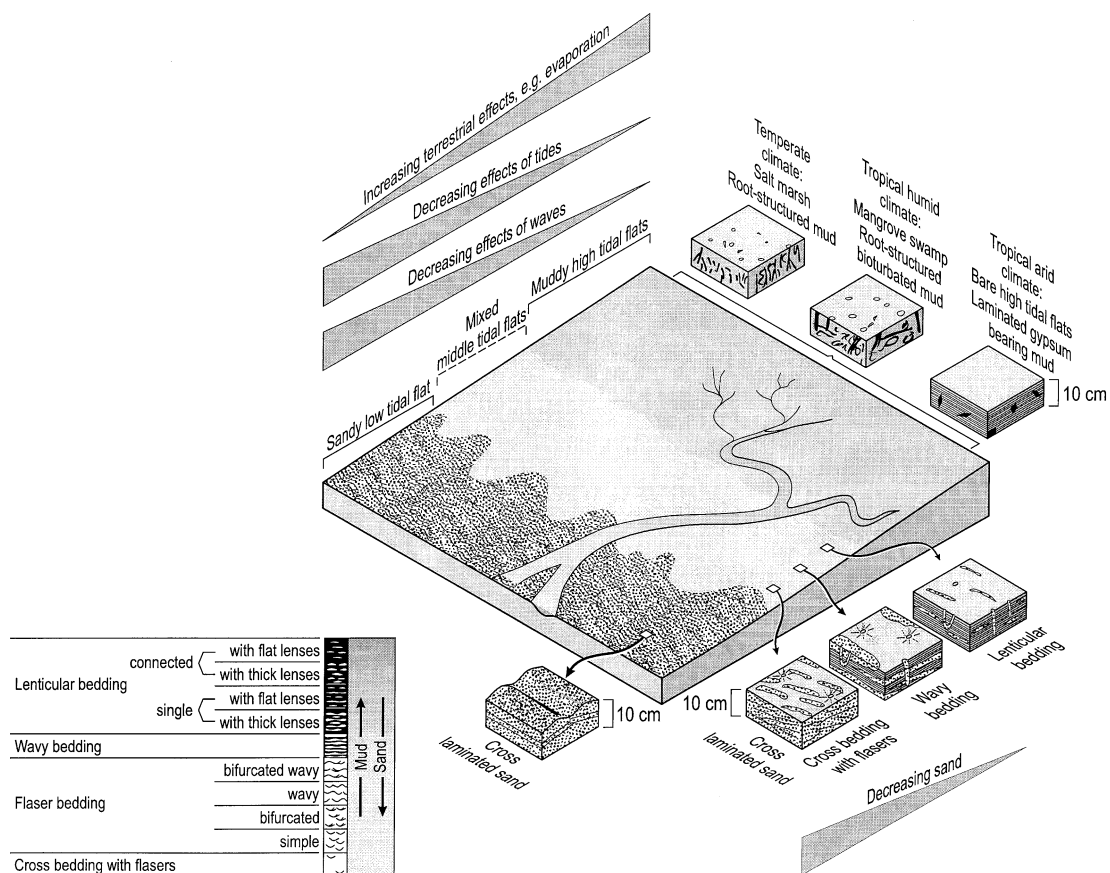 Increasing terrestrial effects, e.g. evaporation
Decreasing effects of tides
Decreasing effects of waves
Muddy high tidal flats
Mixed
middle tidal flats
Sandy low tidal flat
Temperate
climate:
Salt marsh
Root-structured mud
Tropical humid
climate:
Mangrove swamp
Root-structured
bioturbated mud
Tropical arid
climate:
Bare high tidal flats
Laminated gypsum
bearing mud
10 cm
Lenticular
bedding
Wavy
bedding
Cross bedding
with flasers
10 cm
Cross
laminated sand
10 cm
Cross
laminated sand
Decreasing sand
Lenticular bedding
connected
with flat lenses
with thick lenses
single
with flat lenses
with thick lenses
Wavy bedding
Flaser bedding
bifurcated wavy
wavy
bifurcated
simple
Cross bedding with flasers
Mud
Sand